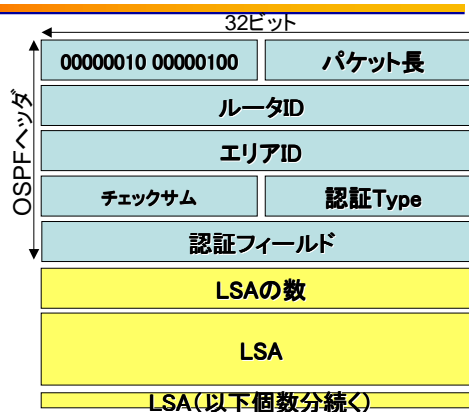 32ビット
OSPFヘッダ
00000010 00000100 パケット長
ルータID
エリアID
チェックサム 認証Type
認証フィールド
LSAの数
LSA
LSA(以下個数分続く)